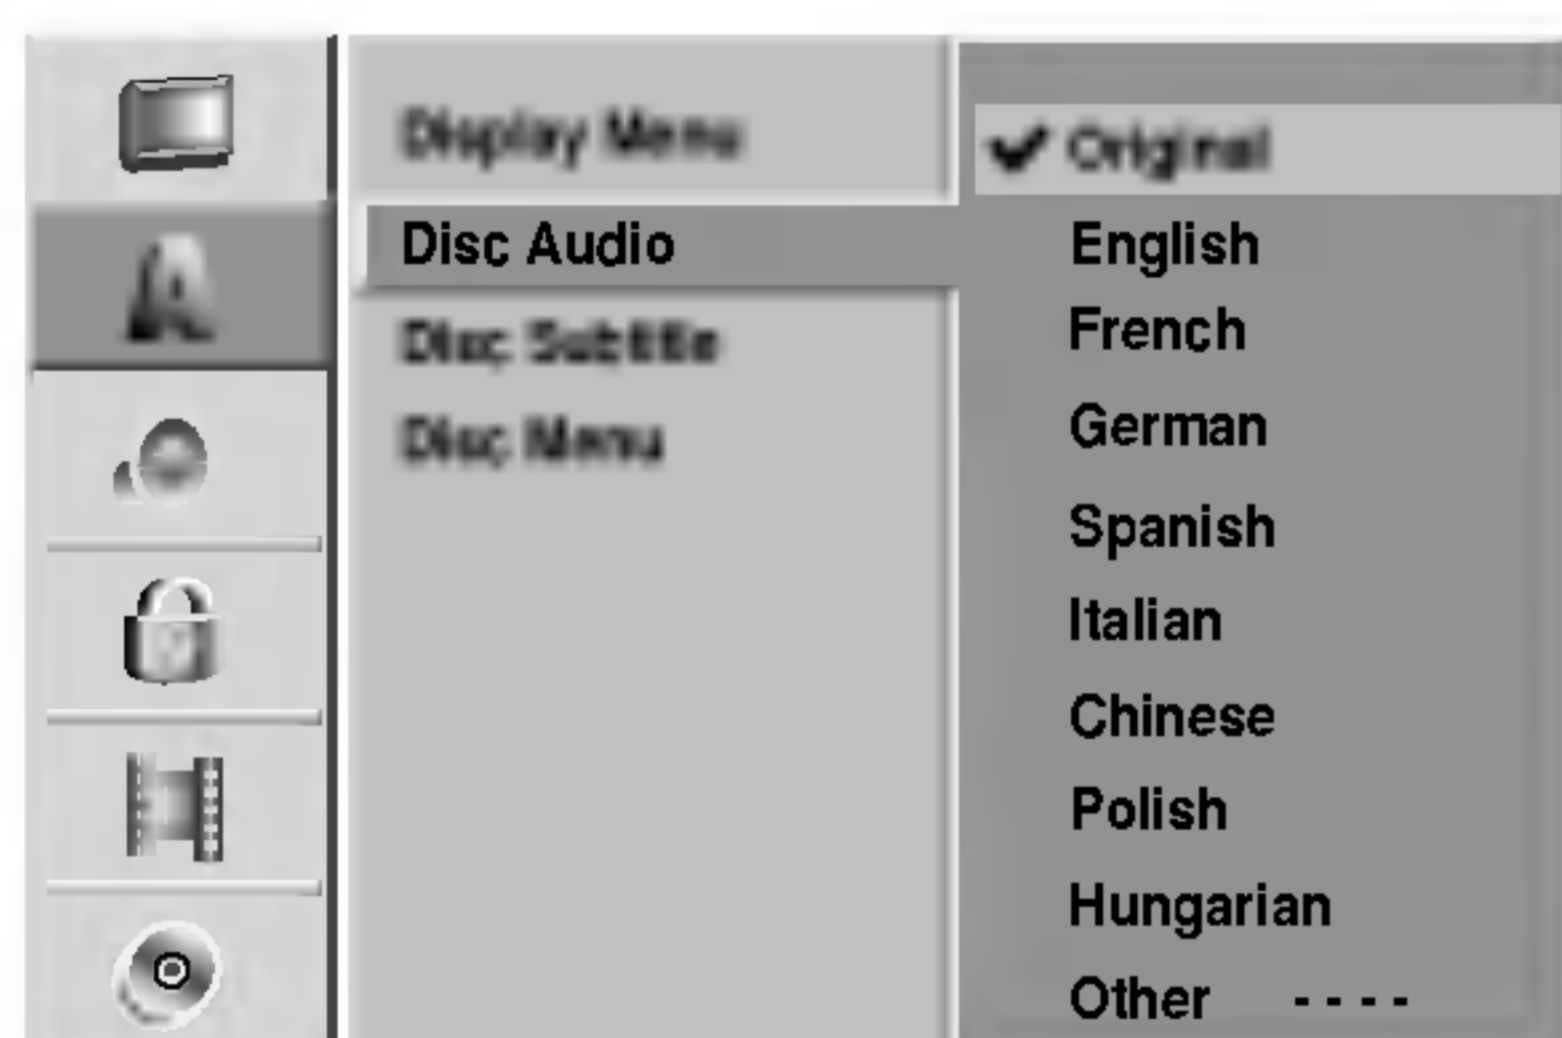 Display Menu
Disc Audio
Disc Subtitle
Disc Menu
Original
English
French
German
Spanish
Italian
Chinese
Polish
Hungarian
Other - - - -